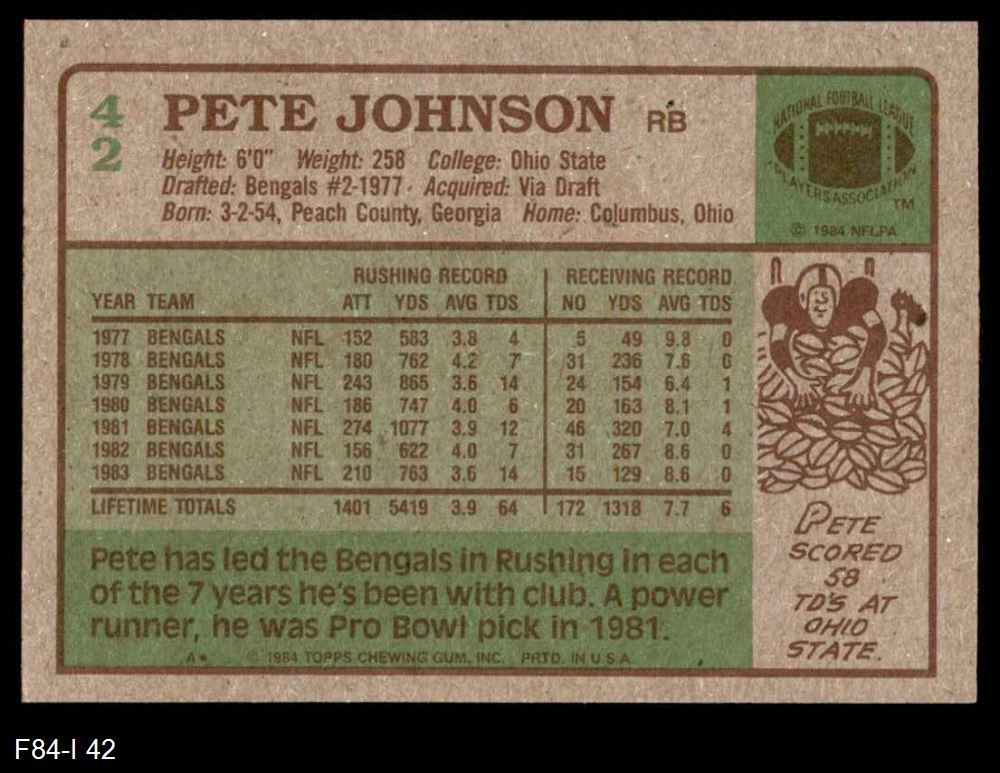 42
PETE JOHNSON RB
Height: 6'0" Weight: 258 College: Ohio State
Drafted: Bengals #2-1977 Acquired: Via Draft
Born: 3-2-54, Peach County, Georgia Home: Columbus, Ohio
NATIONAL FOOTBALL LEAGUE
PLAYERS ASSOCIATION
TM
© 1984 NFLPA
RUSHING RECORD RECEIVING RECORD
YEAR TEAM ATT YDS AVG TDS NO YDS AVG TDS
1977 BENGALS NFL 152 583 3.8 4 5 49 9.8 0
1978 BENGALS NFL 180 762 4.2 7 31 236 7.6 0
1979 BENGALS NFL 243 865 3.6 14 24 154 6.4 1
1980 BENGALS NFL 186 747 4.0 6 20 163 8.1 1
1981 BENGALS NFL 274 1077 3.9 12 46 320 7.0 4
1982 BENGALS NFL 156 622 4.0 7 31 267 8.6 0
1983 BENGALS NFL 210 763 3.6 14 15 129 8.6 0
LIFETIME TOTALS 1401 5419 3.9 64 172 1318 7.7 6
Pete has led the Bengals in Rushing in each
of the 7 years he's been with club. A power
runner, he was Pro Bowl pick in 1981.
A* © 1984 TOPPS CHEWING GUM, INC. PRTD. IN U.S.A.
PETE
SCORED
58
TD'S AT
OHIO
STATE.
F84-I 42